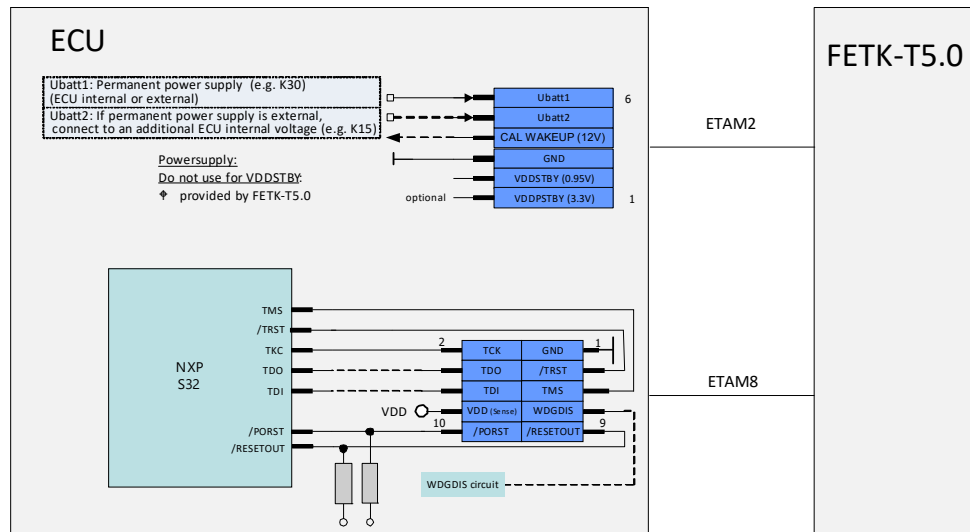 ECU
FETK-T5.0
Ubatt1: Permanent power supply (e.g. K30)
(ECU internal or external)
Ubatt2: If permanent power supply is external,
connect to an additional ECU internal voltage (e.g. K15)
Ubatt1
6
Ubatt2
CAL WAKEUP (12V)
GND
VDDSTBY (0.95V)
optional
VDDPSTBY (3.3V)
1
ETAM2
Powersupply:
Do not use for VDDSTBY:
provided by FETK-T5.0
NXP
S32
TMS
/TRST
TKC
TDO
TDI
/PORST
/RESETOUT
2
TCK
GND
1
TDO
/TRST
TDI
TMS
VDD
VDD (Sense)
WDGDIS
10
/PORST
/RESETOUT
9
ETAM8
WDGDIS circuit